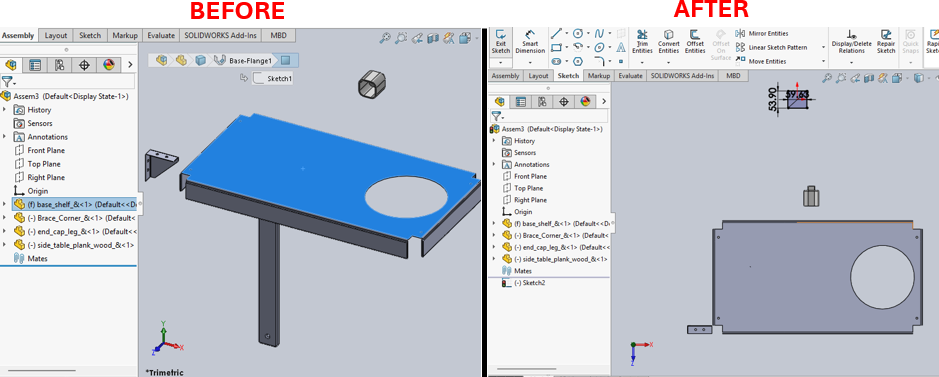 BEFORE
AFTER
Assembly Layout Sketch Markup Evaluate SOLIDWORKS Add-Ins MBD
Base-Flange1
Sketch1
Assem3 (Default<Display State-1>)
History
Sensors
Annotations
Front Plane
Top Plane
Right Plane
Origin
(f) base_shelf_&<1> (Default<De
(-) Brace_Corner_&<1> (Default<
(-) end_cap_leg_&<1> (Default<
(-) side_table_plank_wood_&<1>
Mates
Y
X
Z
*Trimetric
Exit Sketch
Smart Dimension
Trim Entities
Convert Entities
Offset Entities
Offset On Surface
Mirror Entities
Linear Sketch Pattern
Move Entities
Display/Delete Relations
Repair Sketch
Quick Snaps
Assembly Layout Sketch Markup Evaluate SOLIDWORKS Add-Ins MBD
Assem3 (Default<Display State-1>)
History
Sensors
Annotations
Front Plane
Top Plane
Right Plane
Origin
(f) base_shelf_&<1> (Default<De
(-) Brace_Corner_&<1> (Default<
(-) end_cap_leg_&<1> (Default<<
(-) side_table_plank_wood_&<1>
Mates
(-) Sketch2
53.90
59.63
X
Z